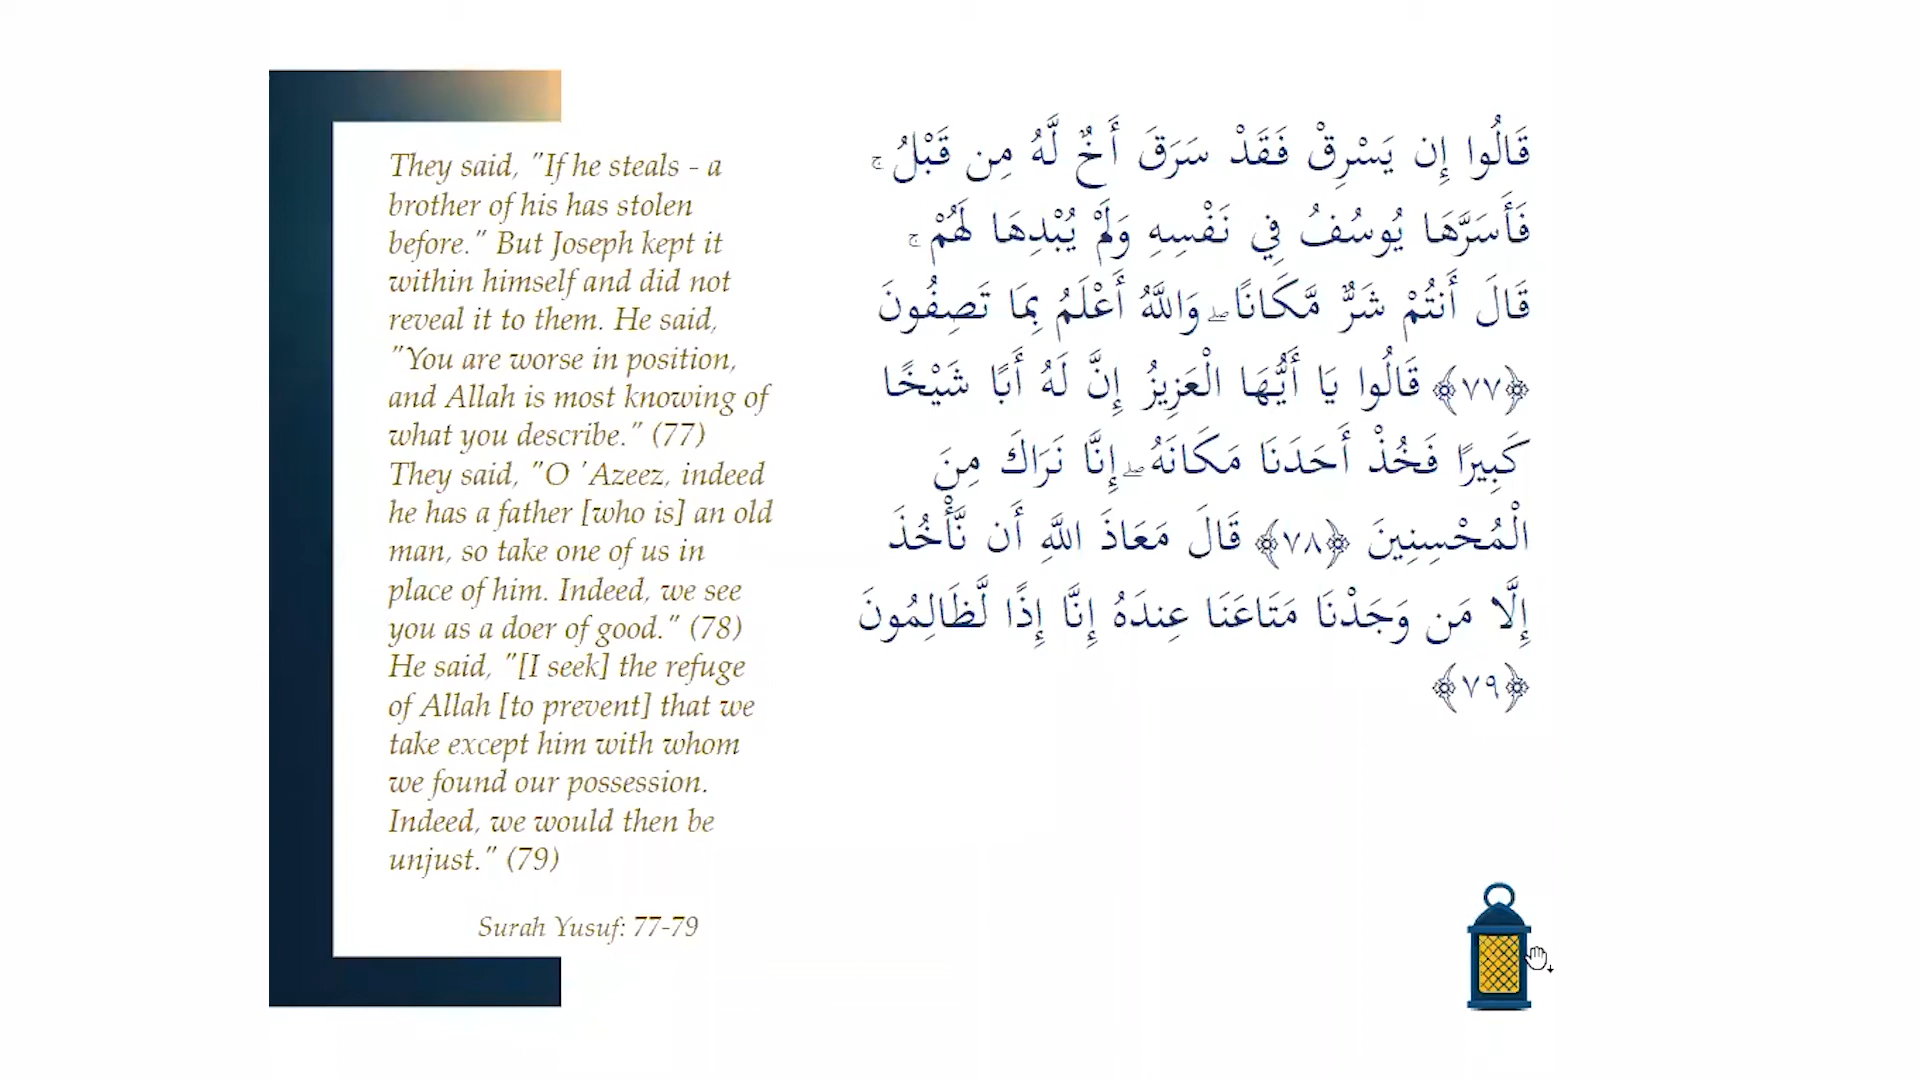 They said, "If he steals - a
brother of his has stolen
before." But Joseph kept it
within himself and did not
reveal it to them. He said,
"You are worse in position,
and Allah is most knowing of
what you describe." (77)
They said, "O 'Azeez, indeed
he has a father [who is] an old
man, so take one of us in
place of him. Indeed, we see
you as a doer of good." (78)
He said, "[I seek] the refuge
of Allah [to prevent] that we
take except him with whom
we found our possession.
Indeed, we would then be
unjust." (79)
Surah Yusuf: 77-79
قَالُوا إِن يَسْرِقْ فَقَدْ سَرَقَ أَخٌ لَّهُ مِن قَبْلُ ۚ
فَأَسَرَّهَا يُوسُفُ فِي نَفْسِهِ وَلَمْ يُبْدِهَا لَهُمْ ۚ
قَالَ أَنتُمْ شَرٌّ مَّكَانًا ۖ وَاللَّهُ أَعْلَمُ بِمَا تَصِفُونَ
﴿٧٧﴾ قَالُوا يَا أَيُّهَا الْعَزِيزُ إِنَّ لَهُ أَبًا شَيْخًا
كَبِيرًا فَخُذْ أَحَدَنَا مَكَانَهُ ۖ إِنَّا نَرَاكَ مِنَ
الْمُحْسِنِينَ ﴿٧٨﴾ قَالَ مَعَاذَ اللَّهِ أَن نَّأْخُذَ
إِلَّا مَن وَجَدْنَا مَتَاعَنَا عِندَهُ إِنَّا إِذًا لَّظَالِمُونَ
﴿٧٩﴾